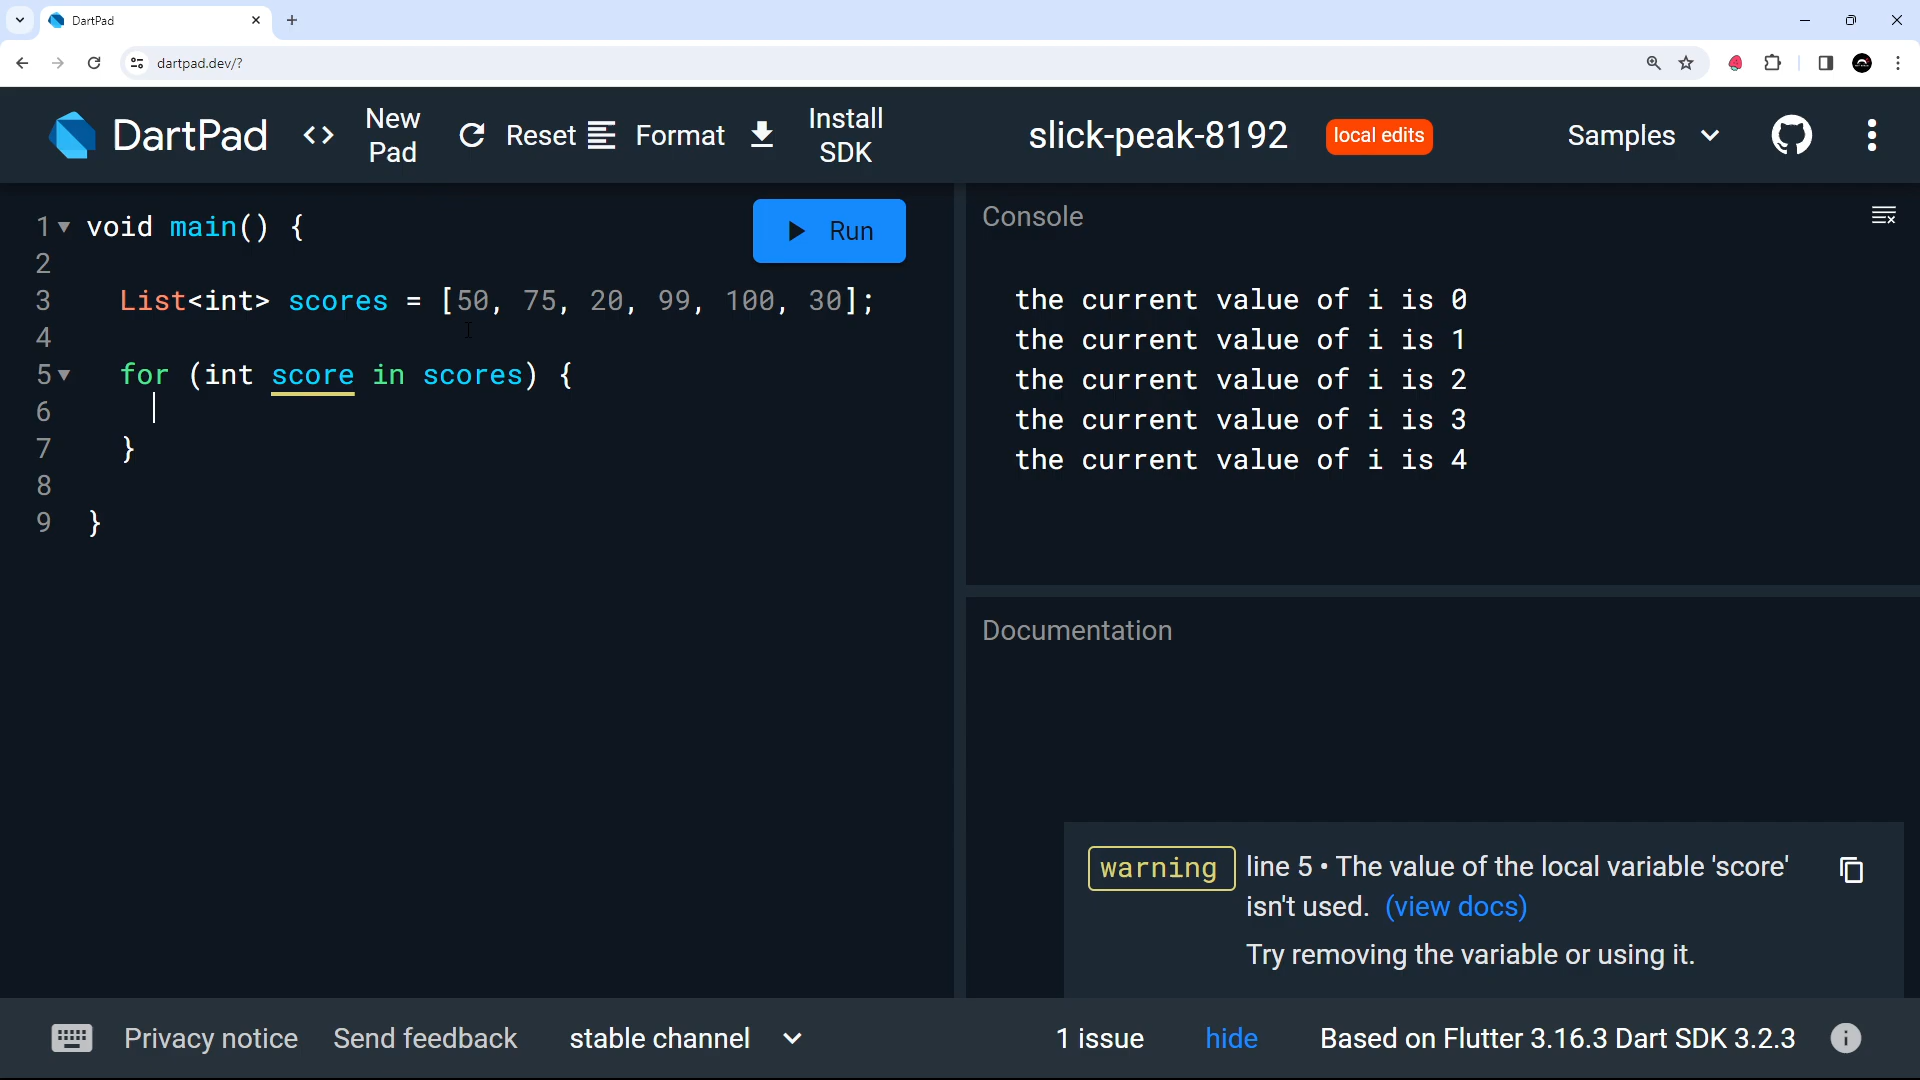 DartPad
dartpad.dev/?
DartPad
New
Pad
Reset
Format
Install
SDK
slick-peak-8192
local edits
Samples
1 void main() {
2
3 List<int> scores = [50, 75, 20, 99, 100, 30];
4
5 for (int score in scores) {
6
7 }
8
9 }
Run
Console
the current value of i is 0
the current value of i is 1
the current value of i is 2
the current value of i is 3
the current value of i is 4
Documentation
warning line 5 • The value of the local variable 'score'
isn't used. (view docs)
Try removing the variable or using it.
Privacy notice
Send feedback
stable channel
1 issue
hide
Based on Flutter 3.16.3 Dart SDK 3.2.3